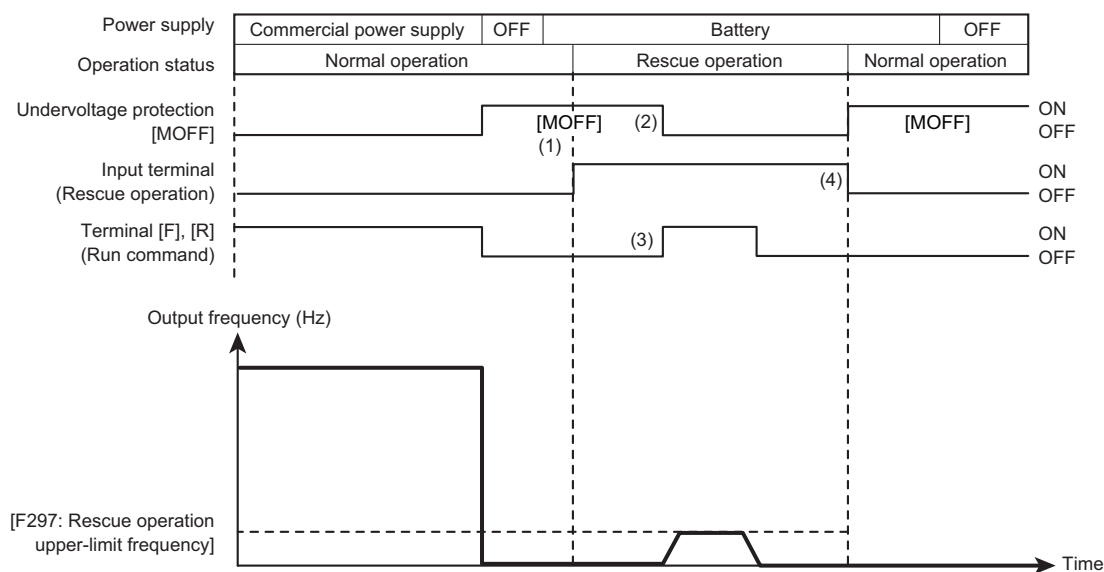 Power supply
Commercial power supply OFF Battery OFF
Operation status
Normal operation Rescue operation Normal operation
Undervoltage protection
[MOFF]
[MOFF] (2) [MOFF]
ON
OFF
(1)
Input terminal
(Rescue operation)
(4)
ON
OFF
Terminal [F], [R]
(Run command)
(3)
ON
OFF
Output frequency (Hz)
[F297: Rescue operation
upper-limit frequency]
Time